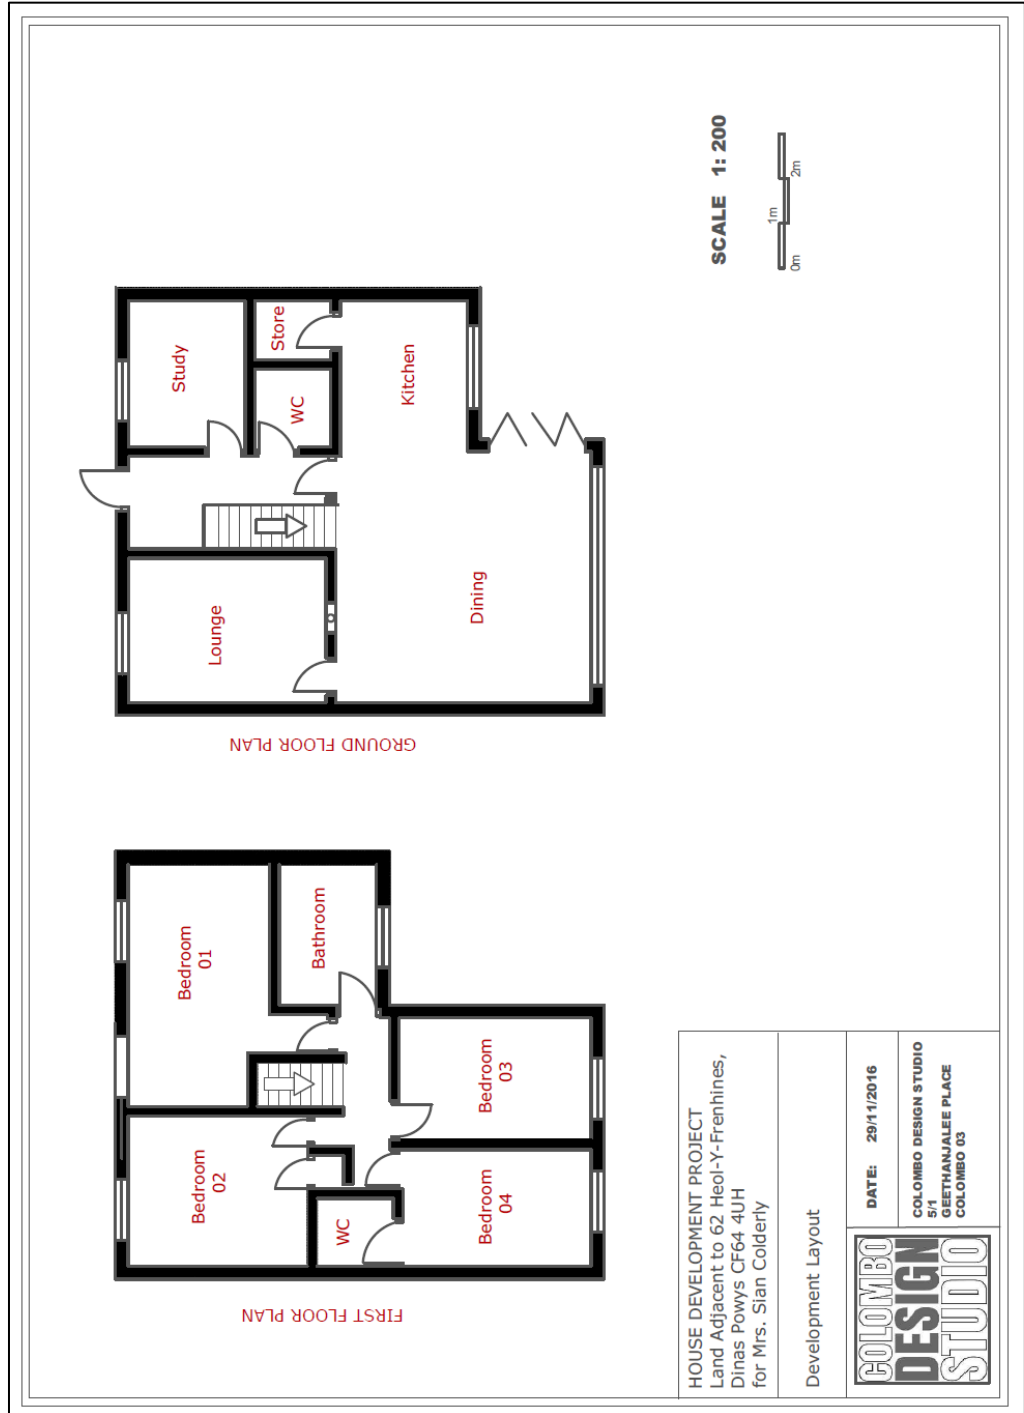 GROUND FLOOR PLAN
Study
Store
WC
Kitchen
Lounge
Dining
FIRST FLOOR PLAN
Bedroom
01
Bathroom
Bedroom
02
Bedroom
03
WC
Bedroom
04
SCALE 1: 200
0m
1m
2m
HOUSE DEVELOPMENT PROJECT
Land Adjacent to 62 Heol-Y-Frenhines,
Dinas Powys CF64 4UH
for Mrs. Sian Colderly
Development Layout
DATE: 29/11/2016
COLOMBO DESIGN STUDIO
5/1
GEETHANJALEE PLACE
COLOMBO 03
COLOMBO
DESIGN
STUDIO